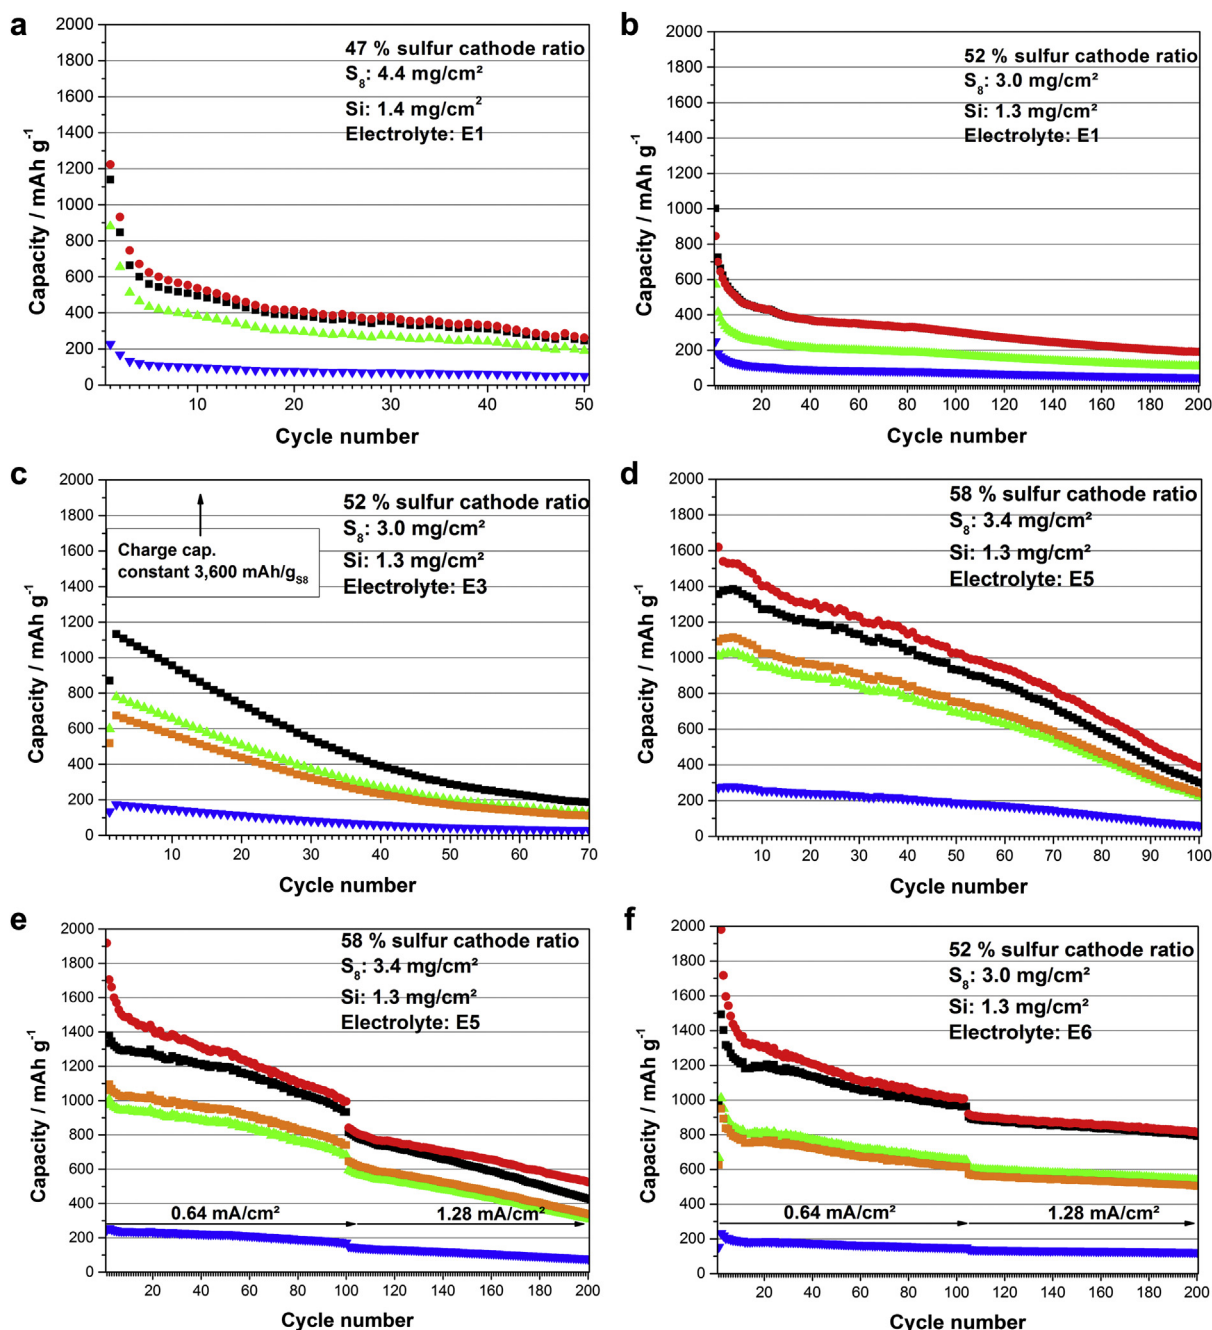 a
47 % sulfur cathode ratio
S8: 4.4 mg/cm²
Si: 1.4 mg/cm²
Electrolyte: E1
Capacity / mAh g-1
2000
1800
1600
1400
1200
1000
800
600
400
200
0
10 20 30 40 50
Cycle number
b
52 % sulfur cathode ratio
S8: 3.0 mg/cm²
Si: 1.3 mg/cm²
Electrolyte: E1
Capacity / mAh g-1
2000
1800
1600
1400
1200
1000
800
600
400
200
0
20 40 60 80 100 120 140 160 180 200
Cycle number
c
52 % sulfur cathode ratio
S8: 3.0 mg/cm²
Si: 1.3 mg/cm²
Electrolyte: E3
Charge cap.
constant 3,600 mAh/gS8
Capacity / mAh g-1
2000
1800
1600
1400
1200
1000
800
600
400
200
0
10 20 30 40 50 60 70
Cycle number
d
58 % sulfur cathode ratio
S8: 3.4 mg/cm²
Si: 1.3 mg/cm²
Electrolyte: E5
Capacity / mAh g-1
2000
1800
1600
1400
1200
1000
800
600
400
200
0
10 20 30 40 50 60 70 80 90 100
Cycle number
e
58 % sulfur cathode ratio
S8: 3.4 mg/cm²
Si: 1.3 mg/cm²
Electrolyte: E5
0.64 mA/cm² 1.28 mA/cm²
Capacity / mAh g-1
2000
1800
1600
1400
1200
1000
800
600
400
200
0
20 40 60 80 100 120 140 160 180 200
Cycle number
f
52 % sulfur cathode ratio
S8: 3.0 mg/cm²
Si: 1.3 mg/cm²
Electrolyte: E6
0.64 mA/cm² 1.28 mA/cm²
Capacity / mAh g-1
2000
1800
1600
1400
1200
1000
800
600
400
200
0
20 40 60 80 100 120 140 160 180 200
Cycle number